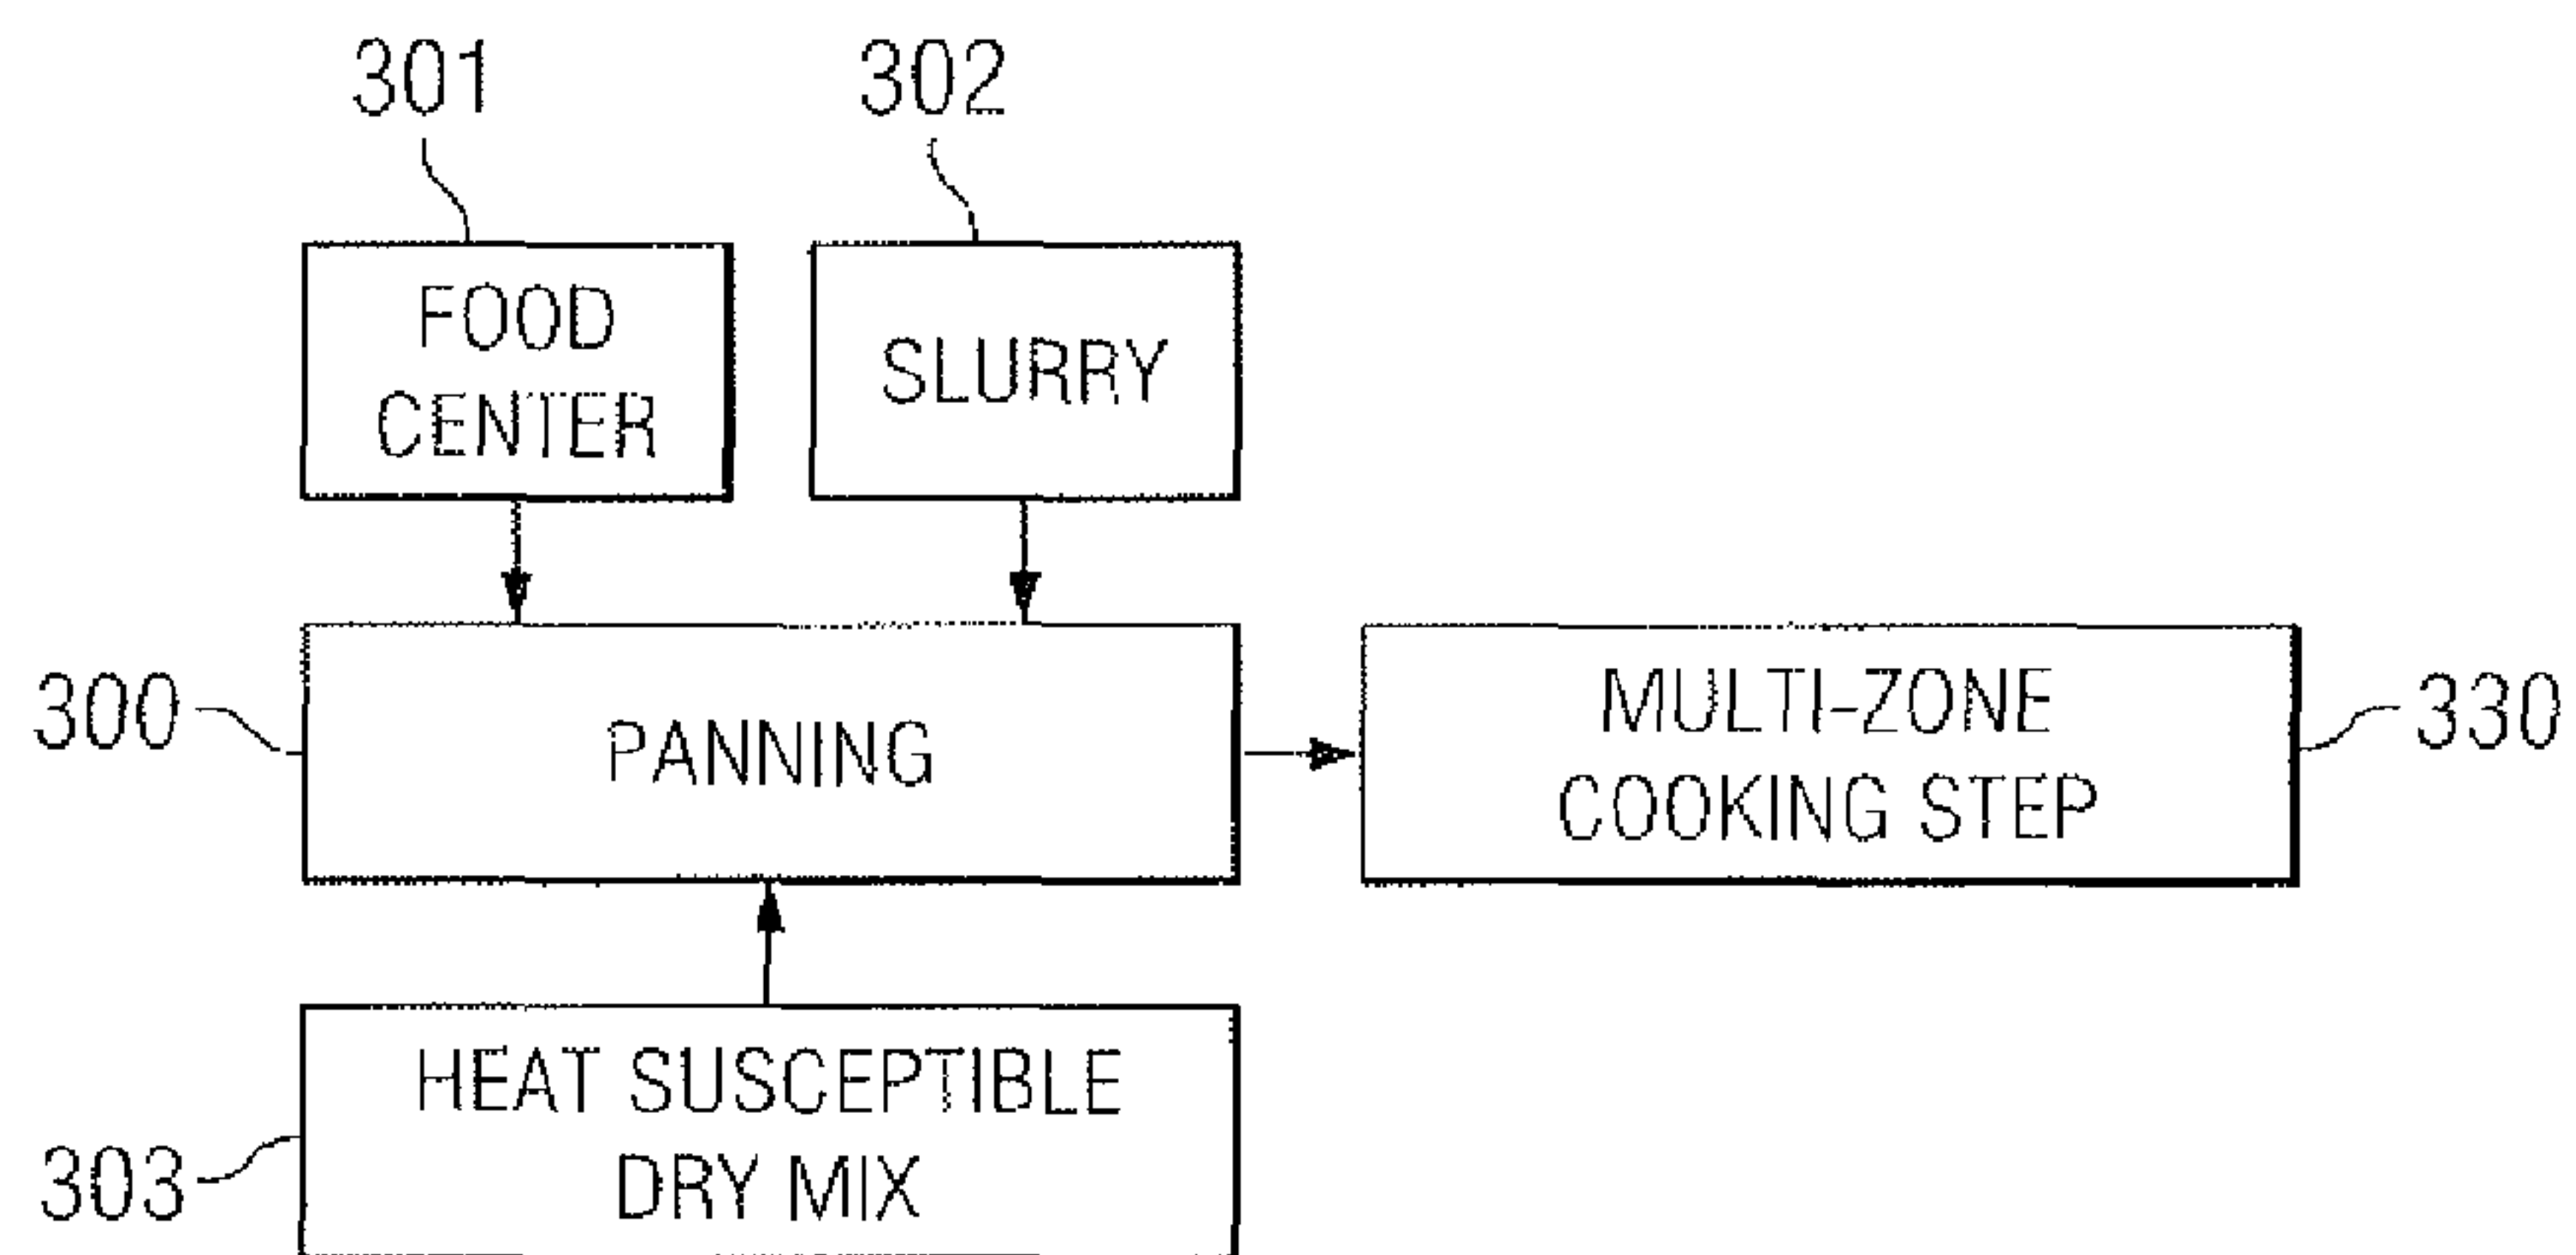 301
302
FOOD
CENTER
SLURRY
300
PANNING
MULTI-ZONE
COOKING STEP
330
HEAT SUSCEPTIBLE
DRY MIX
303